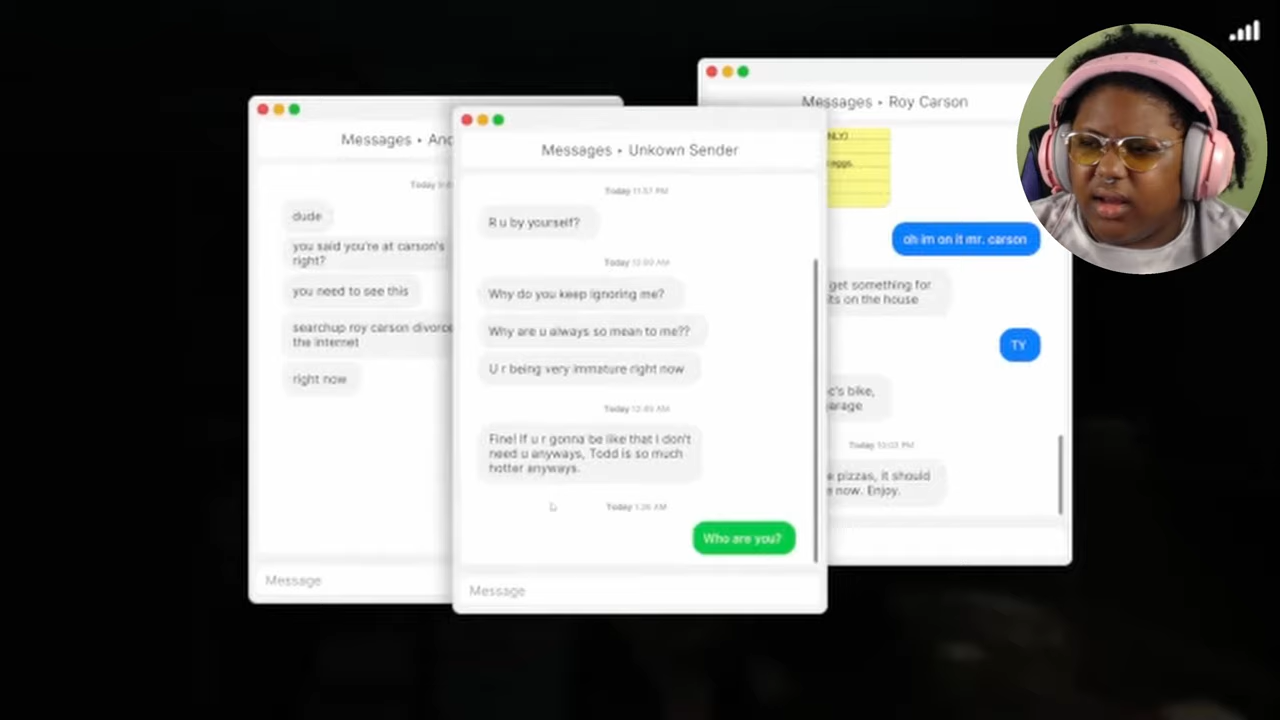 Messages • Roy Carson
Messages •
Messages • Unkown Sender
Today
dude
you said you're at carson's
right?
you need to see this
searchup roy carson divorce
the internet
right now
Message
Today 11:57 PM
R u by yourself?
Today
Why do you keep ignoring me?
Why are u always so mean to me??
U r being very immature right now
Today
Fine! If u r gonna be like that I don't
need u anyways, Todd is so much
hotter anyways.
Today
Who are you?
Message
oh im on it mr. carson
get something for
its on the house
TY
bike,
Today 10:02 PM
pizzas, it should
now. Enjoy.